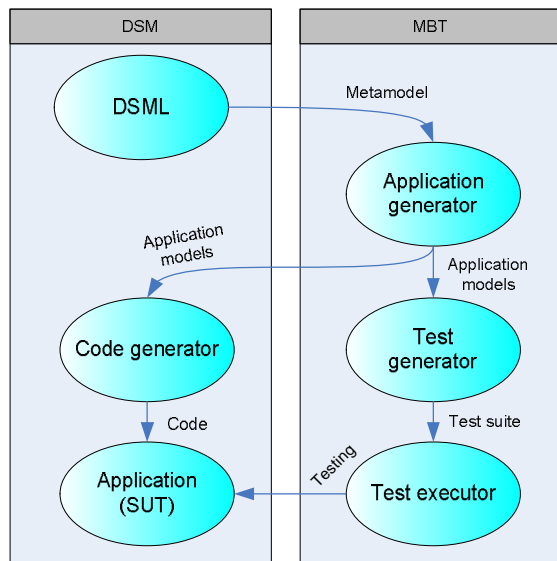 DSM
MBT
DSML
Metamodel
Application
generator
Application
models
Application
models
Code generator
Test
generator
Code
Test suite
Application
(SUT)
Testing
Test executor